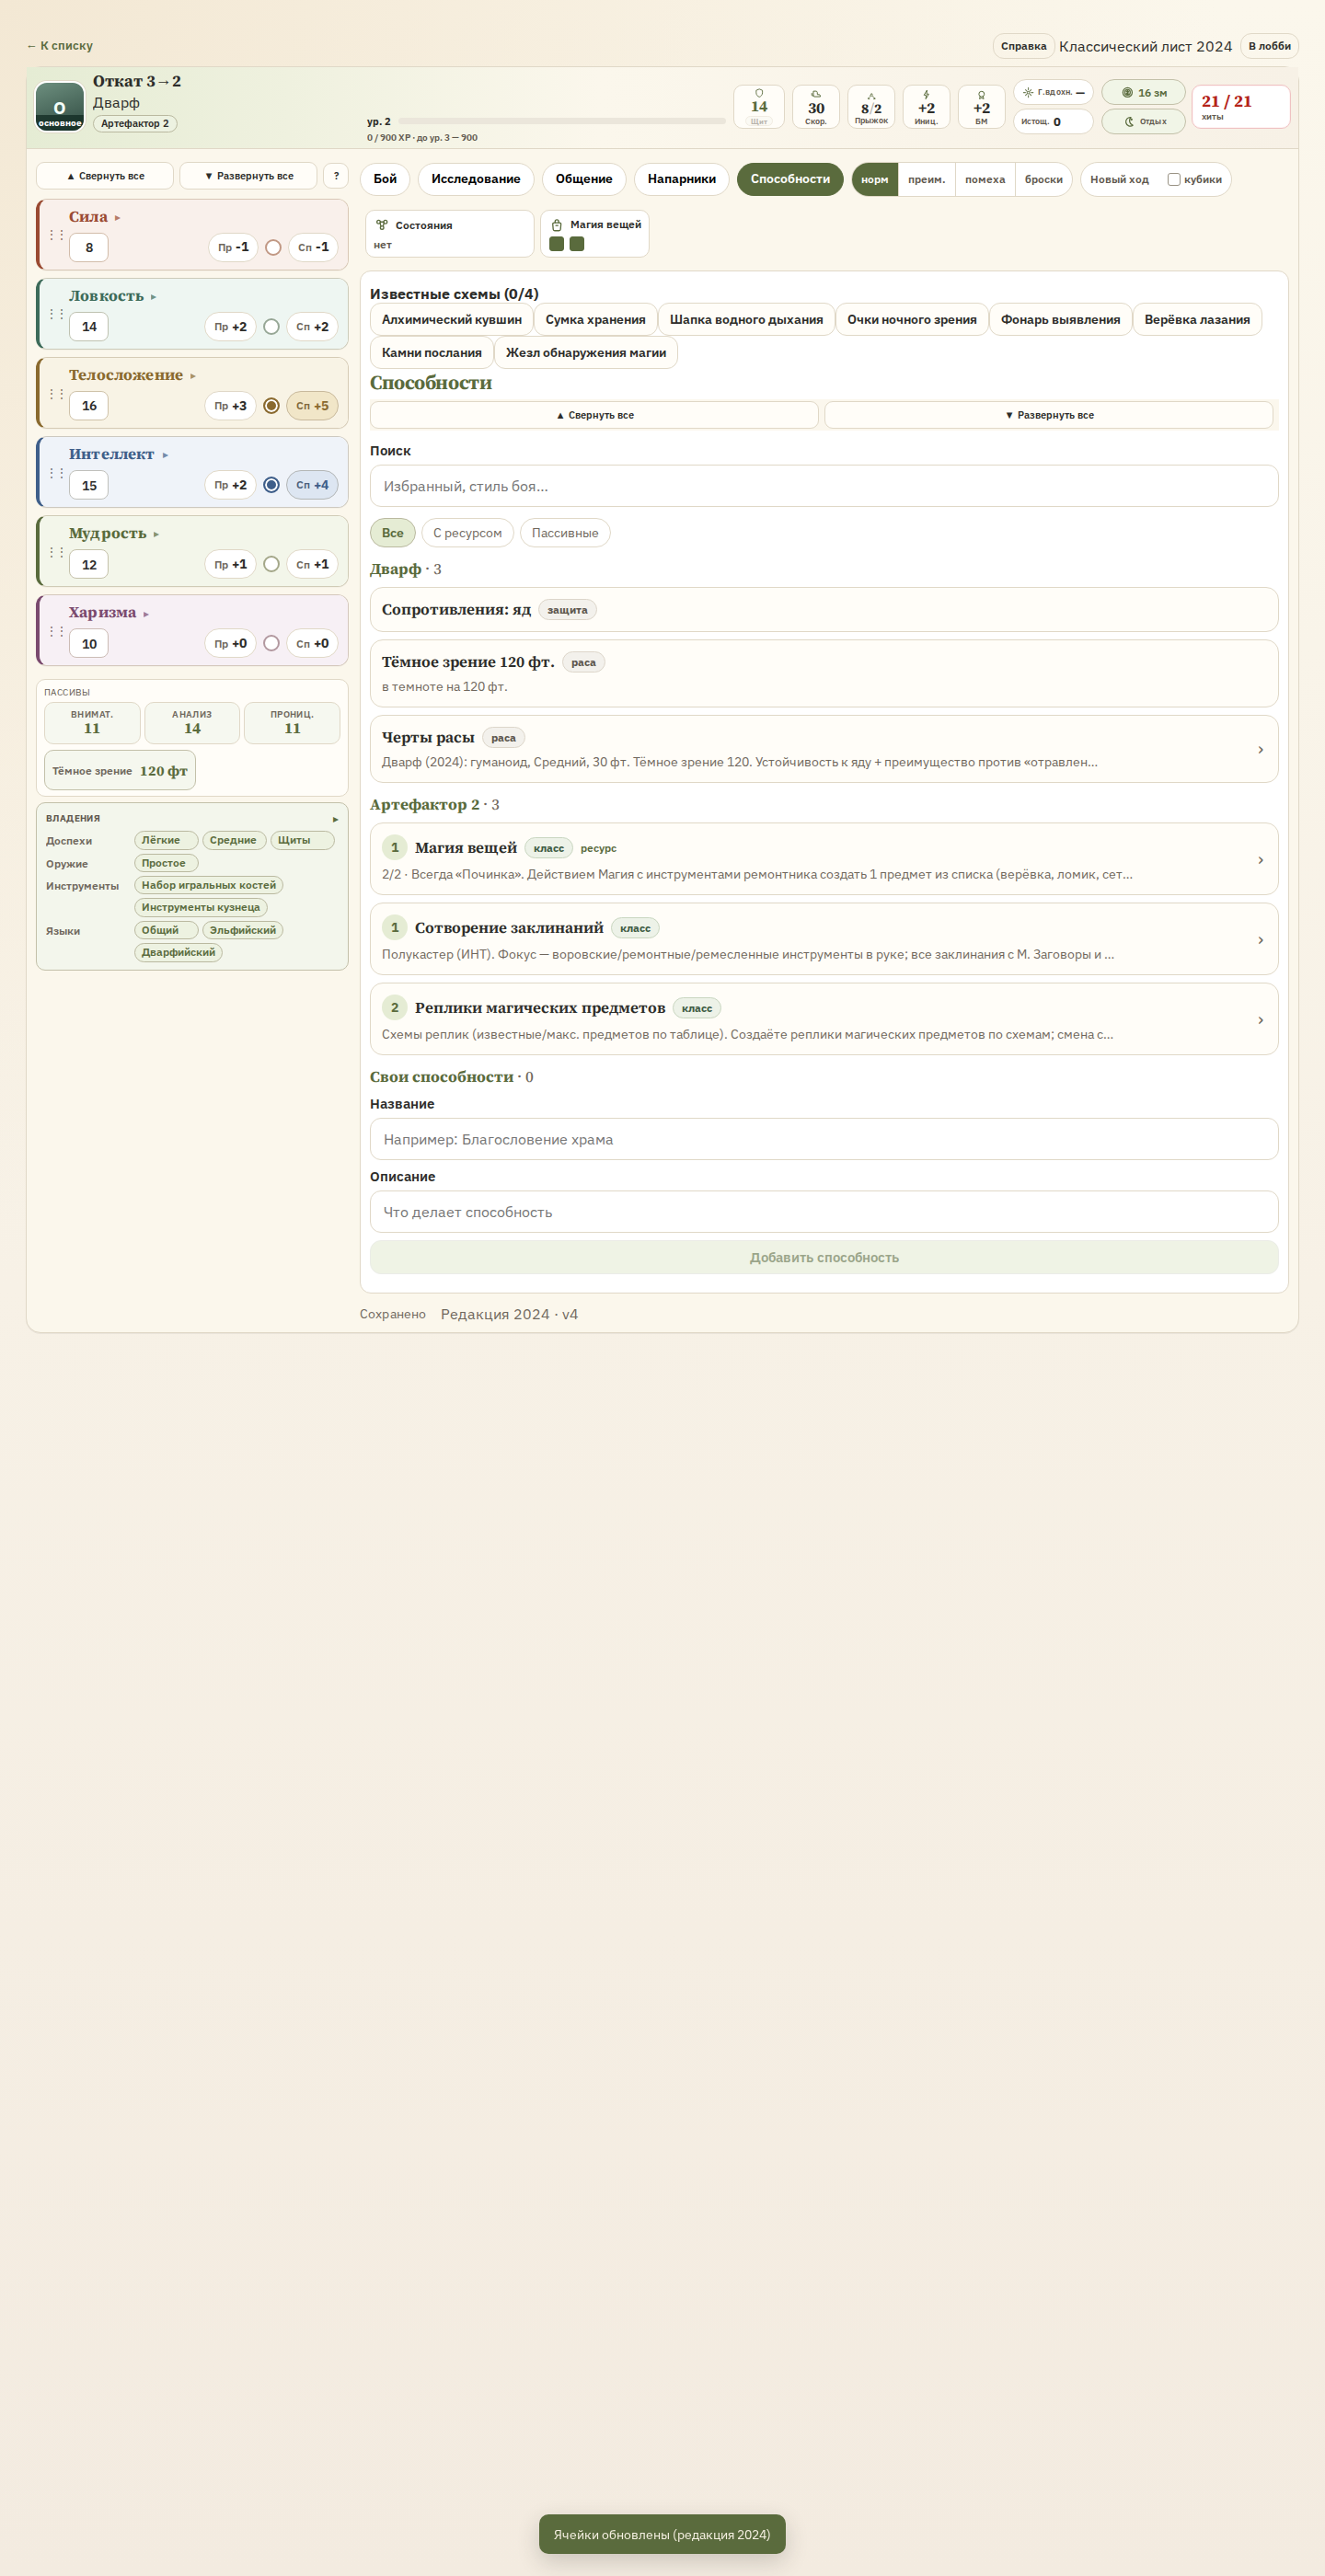 ← К списку
Справка Классический лист 2024 В лобби
О
основное
Откат 3→2
Дварф
Артефактор 2
ур. 2
0 / 900 XP · до ур. 3 — 900
14
Щит
30
Скор.
8/2
Прыжок
+2
Иниц.
+2
БМ
Г.вдохн. —
Истощ. 0
16 зм
Отдых
21 / 21
хиты
▲ Свернуть все ▼ Развернуть все ?
Сила ▸
8 Пр -1 Сп -1
Ловкость ▸
14 Пр +2 Сп +2
Телосложение ▸
16 Пр +3 Сп +5
Интеллект ▸
15 Пр +2 Сп +4
Мудрость ▸
12 Пр +1 Сп +1
Харизма ▸
10 Пр +0 Сп +0
ПАССИВЫ
ВНИМАТ. АНАЛИЗ ПРОНИЦ.
11 14 11
Тёмное зрение 120 фт
ВЛАДЕНИЯ ▸
Доспехи Лёгкие Средние Щиты
Оружие Простое
Инструменты Набор игральных костей
Инструменты кузнеца
Языки Общий Эльфийский
Дварфийский
Бой Исследование Общение Напарники Способности норм преим. помеха броски Новый ход кубики
Состояния
нет
Магия вещей
Известные схемы (0/4)
Алхимический кувшин Сумка хранения Шапка водного дыхания Очки ночного зрения Фонарь выявления Верёвка лазания
Камни послания Жезл обнаружения магии
Способности
▲ Свернуть все ▼ Развернуть все
Поиск
Избранный, стиль боя...
Все С ресурсом Пассивные
Дварф · 3
Сопротивления: яд защита
Тёмное зрение 120 фт. раса
в темноте на 120 фт.
Черты расы раса
Дварф (2024): гуманоид, Средний, 30 фт. Тёмное зрение 120. Устойчивость к яду + преимущество против «отравлен... ›
Артефактор 2 · 3
1 Магия вещей класс ресурс
2/2 · Всегда «Починка». Действием Магия с инструментами ремонтника создать 1 предмет из списка (верёвка, ломик, сет... ›
1 Сотворение заклинаний класс
Полукастер (ИНТ). Фокус — воровские/ремонтные/ремесленные инструменты в руке; все заклинания с М. Заговоры и ... ›
2 Реплики магических предметов класс
Схемы реплик (известные/макс. предметов по таблице). Создаёте реплики магических предметов по схемам; смена с... ›
Свои способности · 0
Название
Например: Благословение храма
Описание
Что делает способность
Добавить способность
Сохранено Редакция 2024 · v4
Ячейки обновлены (редакция 2024)